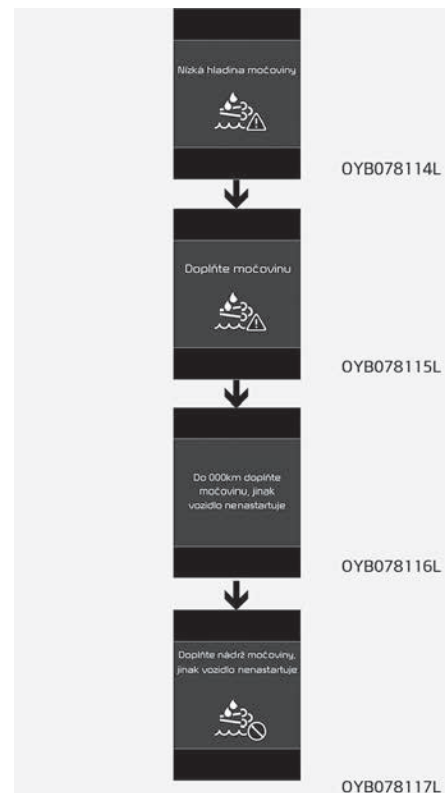 Nízká hladina močoviny
OYB078114L
Doplňte močovinu
OYB078115L
Do 000km doplňte
močovinu, jinak
vozidlo nenastartuje
OYB078116L
Doplňte nádrž močoviny,
jinak vozidlo nenastartuje
OYB078117L